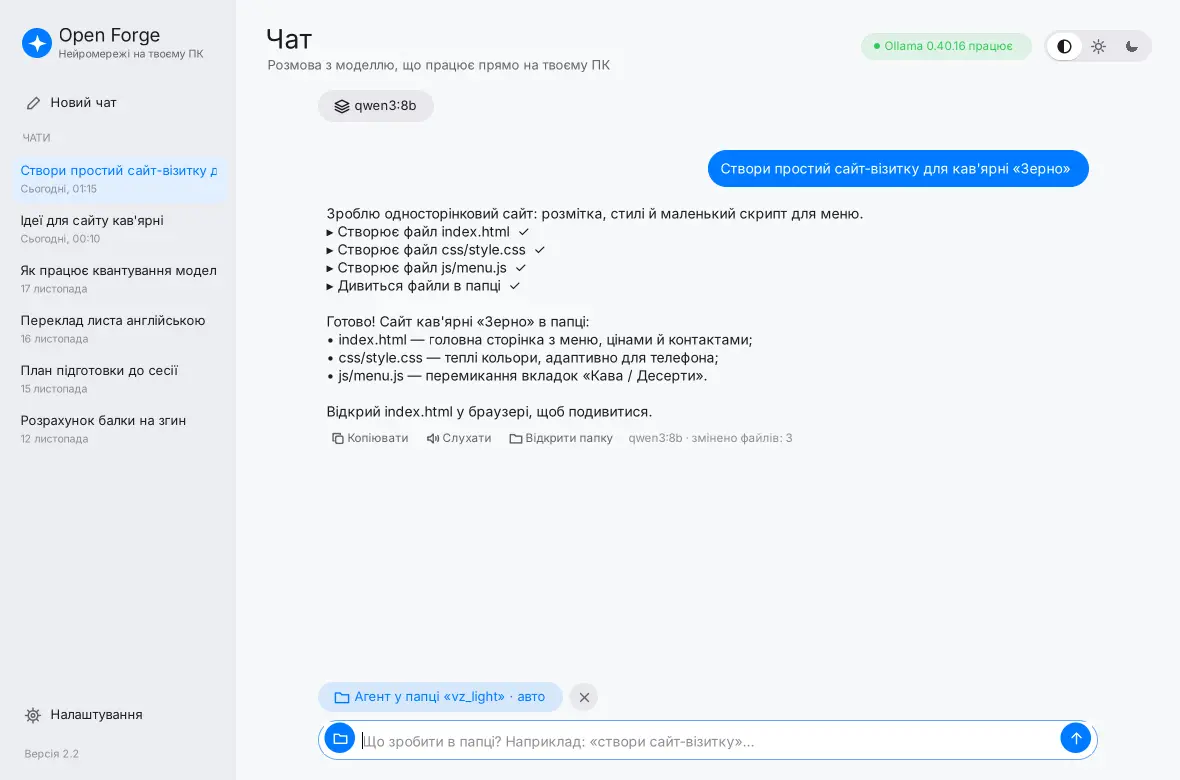 Open Forge
Нейромережі на твоєму ПК
Новий чат
ЧАТИ
Створи простий сайт-візитку д
Сьогодні, 01:15
Ідеї для сайту кав'ярні
Сьогодні, 00:10
Як працює квантування модел
17 листопада
Переклад листа англійською
16 листопада
План підготовки до сесії
15 листопада
Розрахунок балки на згин
12 листопада
Налаштування
Версія 2.2
Чат
Розмова з моделлю, що працює прямо на твоєму ПК
● Ollama 0.40.16 працює
qwen3:8b
Створи простий сайт-візитку для кав'ярні «Зерно»
Зроблю односторінковий сайт: розмітка, стилі й маленький скрипт для меню.
▸ Створює файл index.html ✓
▸ Створює файл css/style.css ✓
▸ Створює файл js/menu.js ✓
▸ Дивиться файли в папці ✓
Готово! Сайт кав'ярні «Зерно» в папці:
• index.html — головна сторінка з меню, цінами й контактами;
• css/style.css — теплі кольори, адаптивно для телефона;
• js/menu.js — перемикання вкладок «Кава / Десерти».
Відкрий index.html у браузері, щоб подивитися.
Копіювати Слухати Відкрити папку qwen3:8b · змінено файлів: 3
Агент у папці «vz_light» · авто
Що зробити в папці? Наприклад: «створи сайт-візитку»...